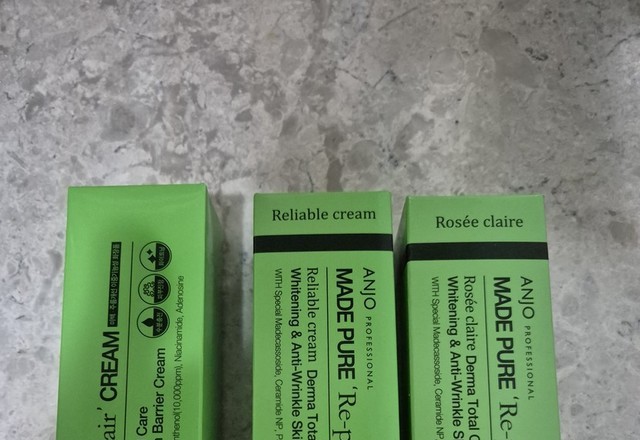 air’ CREAM
Care
Barrier Cream
nthenol(10,000ppm), Niacinamide, Adenosine
Reliable cream
ANJO PROFESSIONAL
MADE PURE ‘Re-p
Reliable cream Derma Tota
Whitening & Anti-Wrinkle Ski
WITH Special Madecassoside, Ceramide NP, P
Rosée claire
ANJO PROFESSIONAL
MADE PURE ‘Re-
Rosée claire Derma Total C
Whitening & Anti-Wrinkle S
WITH Special Madecassoside, Ceramide NP,